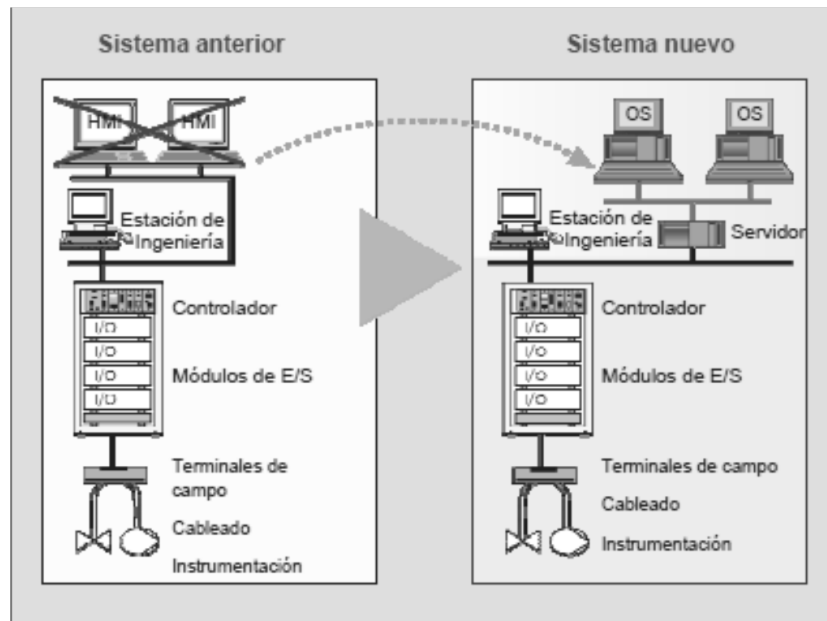 Sistema anterior
HMI
HMI
Estación de
Ingeniería
Controlador
I/O
I/O
I/O
I/O
Módulos de E/S
Terminales de
campo
Cableado
Instrumentación
Sistema nuevo
OS
OS
Estación de
Ingeniería
Servidor
Controlador
I/O
I/O
I/O
I/O
Módulos de E/S
Terminales de campo
Cableado
Instrumentación